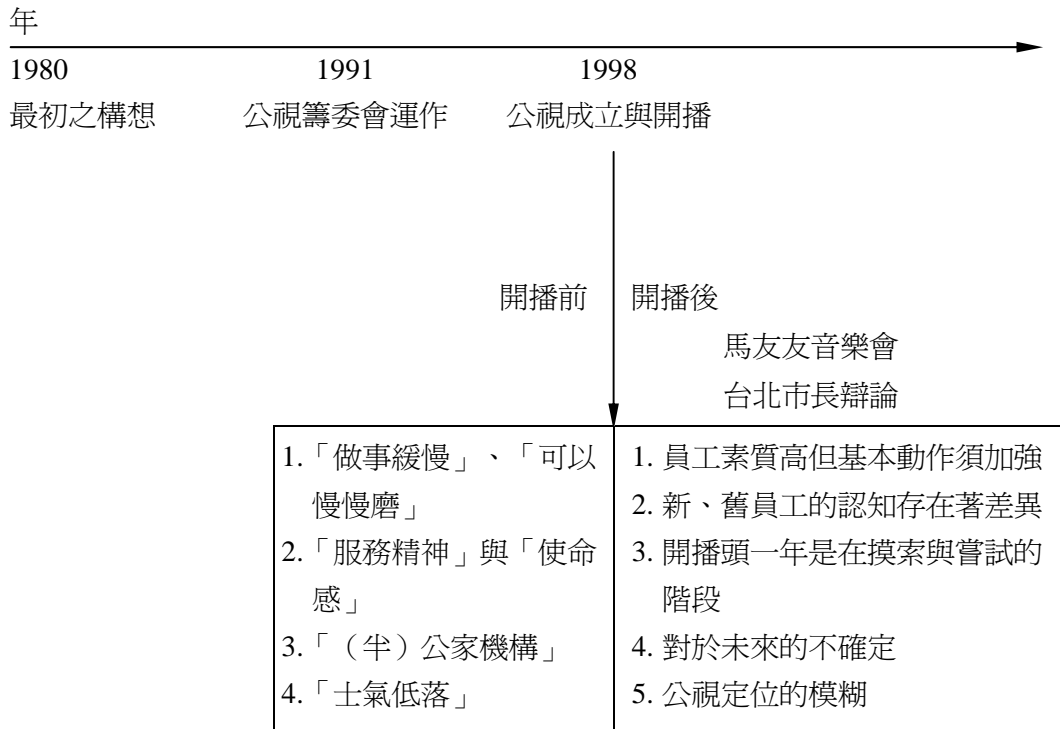 年
1980 1991 1998
最初之構想 公視籌委會運作 公視成立與開播
開播前 開播後
馬友友音樂會
台北市長辯論
1.「做事緩慢」、「可以
慢慢磨」
2.「服務精神」與「使命
感」
3.「（半）公家機構」
4.「士氣低落」
1. 員工素質高但基本動作須加強
2. 新、舊員工的認知存在著差異
3. 開播頭一年是在摸索與嘗試的
階段
4. 對於未來的不確定
5. 公視定位的模糊